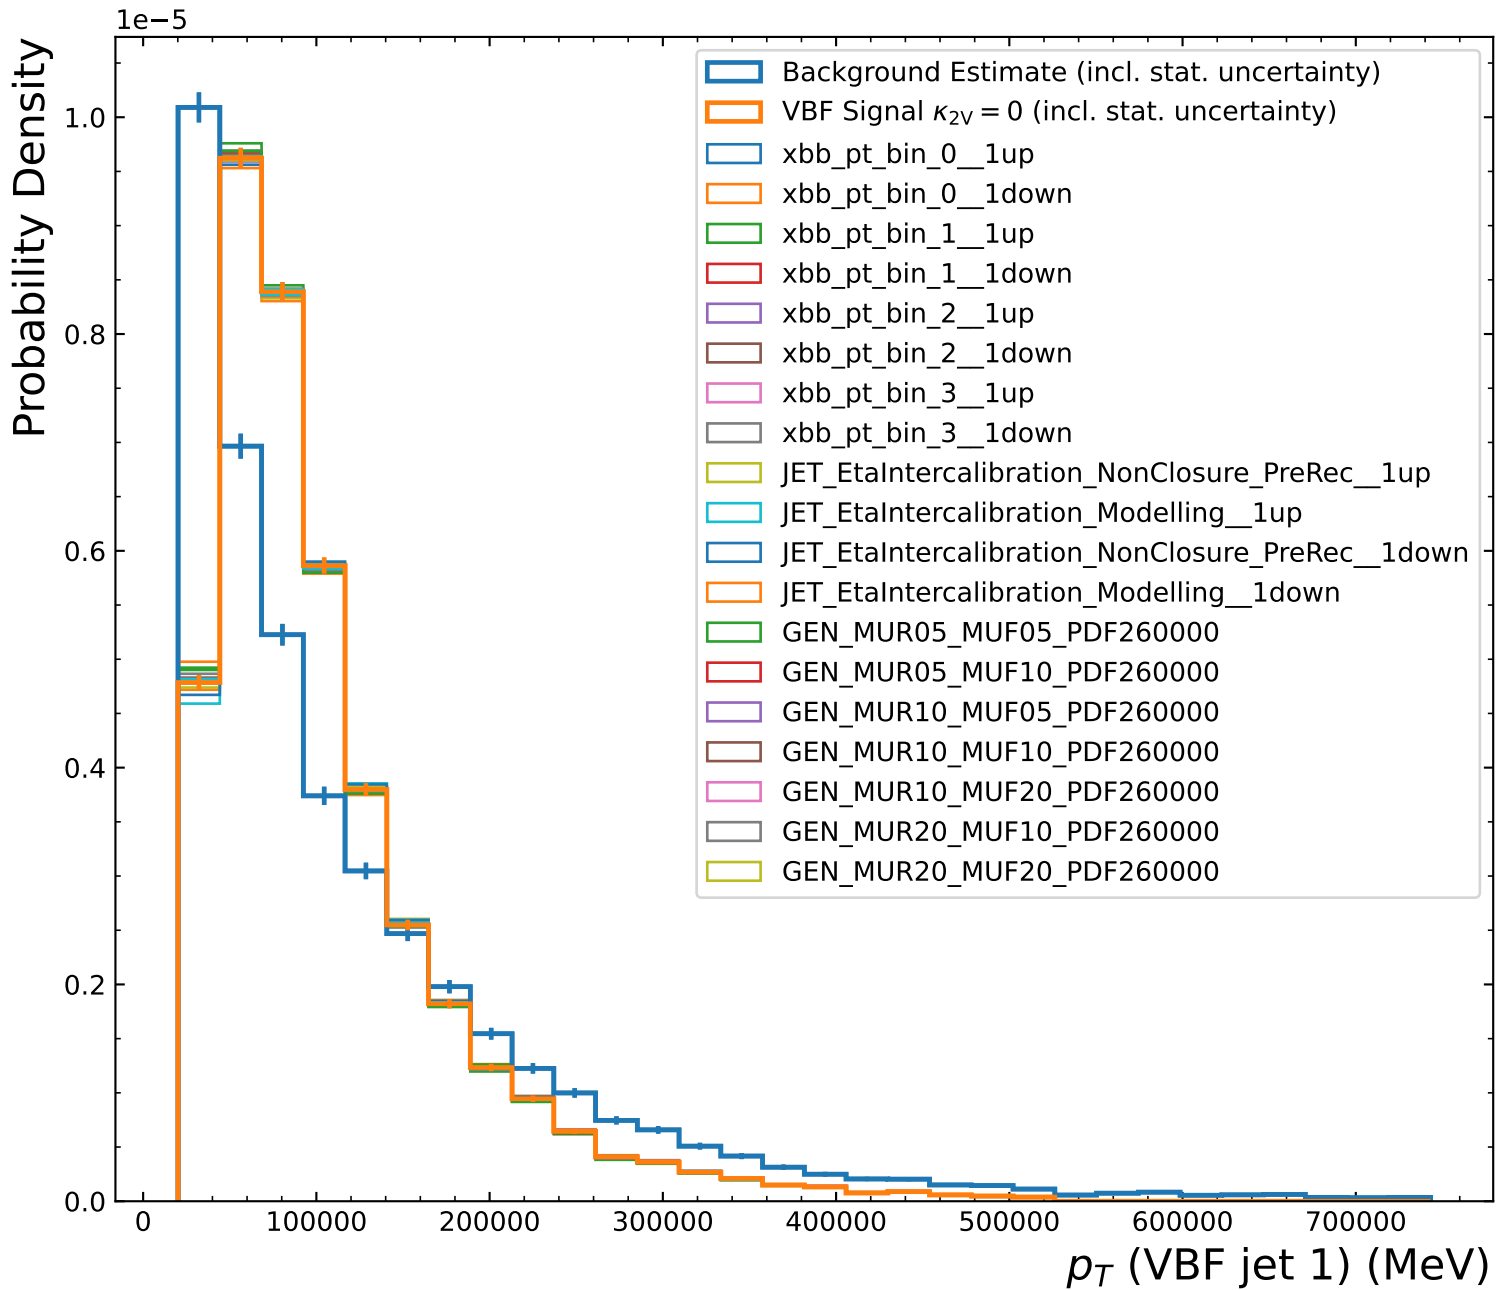 1e−5
Probability Density
1.0
0.8
0.6
0.4
0.2
0.0
Background Estimate (incl. stat. uncertainty)
VBF Signal κ2V = 0 (incl. stat. uncertainty)
xbb_pt_bin_0__1up
xbb_pt_bin_0__1down
xbb_pt_bin_1__1up
xbb_pt_bin_1__1down
xbb_pt_bin_2__1up
xbb_pt_bin_2__1down
xbb_pt_bin_3__1up
xbb_pt_bin_3__1down
JET_EtaIntercalibration_NonClosure_PreRec__1up
JET_EtaIntercalibration_Modelling__1up
JET_EtaIntercalibration_NonClosure_PreRec__1down
JET_EtaIntercalibration_Modelling__1down
GEN_MUR05_MUF05_PDF260000
GEN_MUR05_MUF10_PDF260000
GEN_MUR10_MUF05_PDF260000
GEN_MUR10_MUF10_PDF260000
GEN_MUR10_MUF20_PDF260000
GEN_MUR20_MUF10_PDF260000
GEN_MUR20_MUF20_PDF260000
0 100000 200000 300000 400000 500000 600000 700000
pT (VBF jet 1) (MeV)